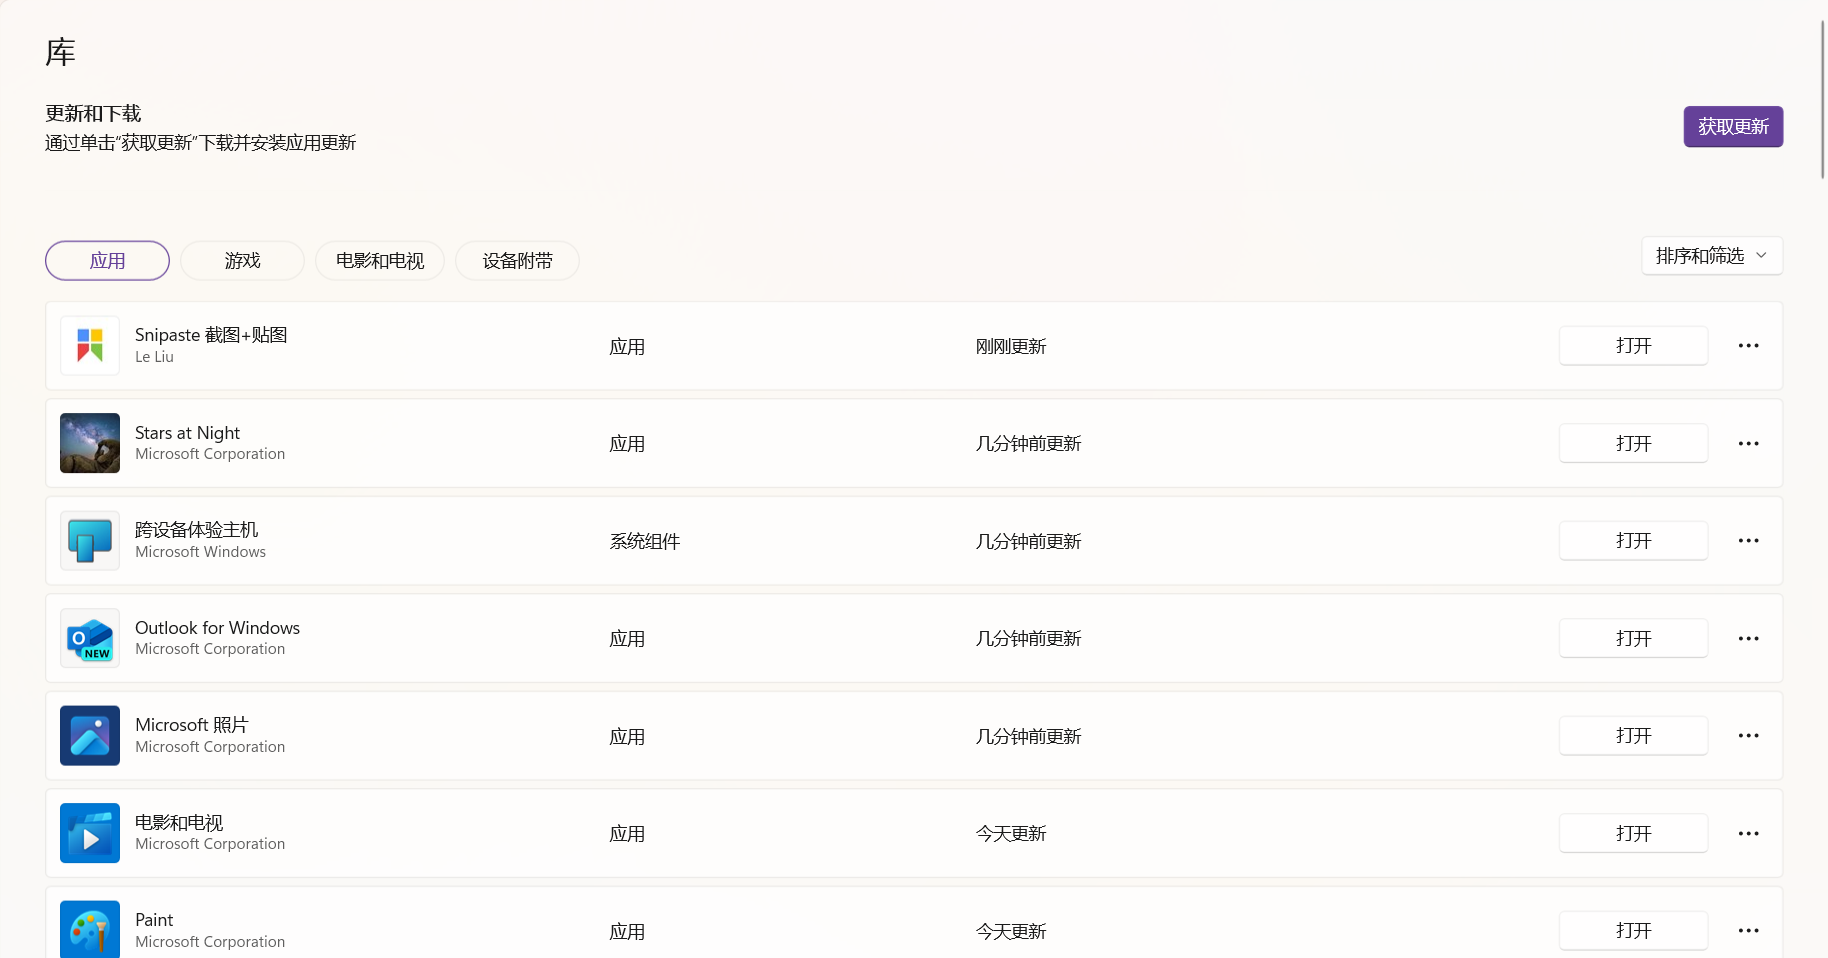 库
更新和下载
通过单击“获取更新”下载并安装应用更新
获取更新
应用
游戏
电影和电视
设备附带
排序和筛选
Snipaste 截图+贴图
Le Liu
应用
刚刚更新
打开
Stars at Night
Microsoft Corporation
应用
几分钟前更新
打开
跨设备体验主机
Microsoft Windows
系统组件
几分钟前更新
打开
Outlook for Windows
Microsoft Corporation
O
NEW
应用
几分钟前更新
打开
Microsoft 照片
Microsoft Corporation
应用
几分钟前更新
打开
电影和电视
Microsoft Corporation
应用
今天更新
打开
Paint
Microsoft Corporation
应用
今天更新
打开